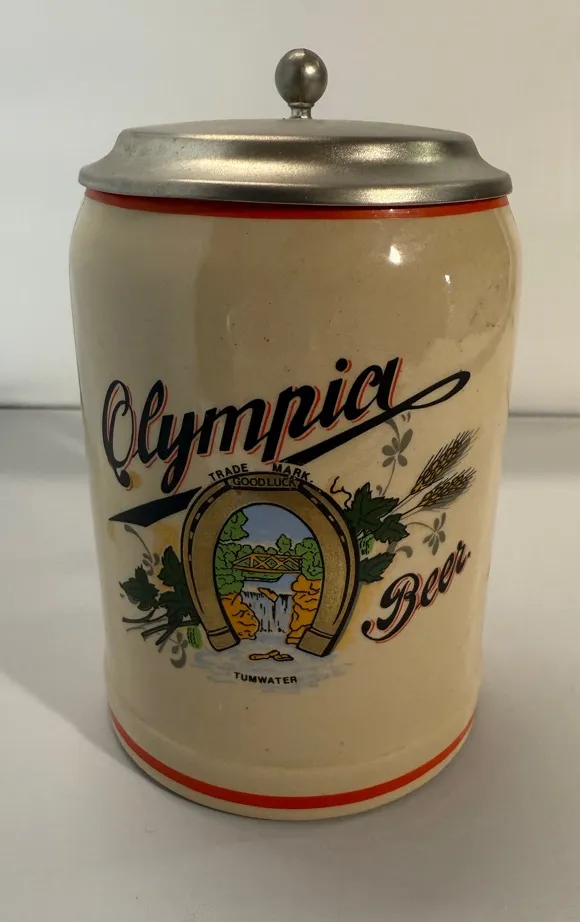 Olympia
TRADE MARK.
GOOD LUCK
Beer
TUMWATER